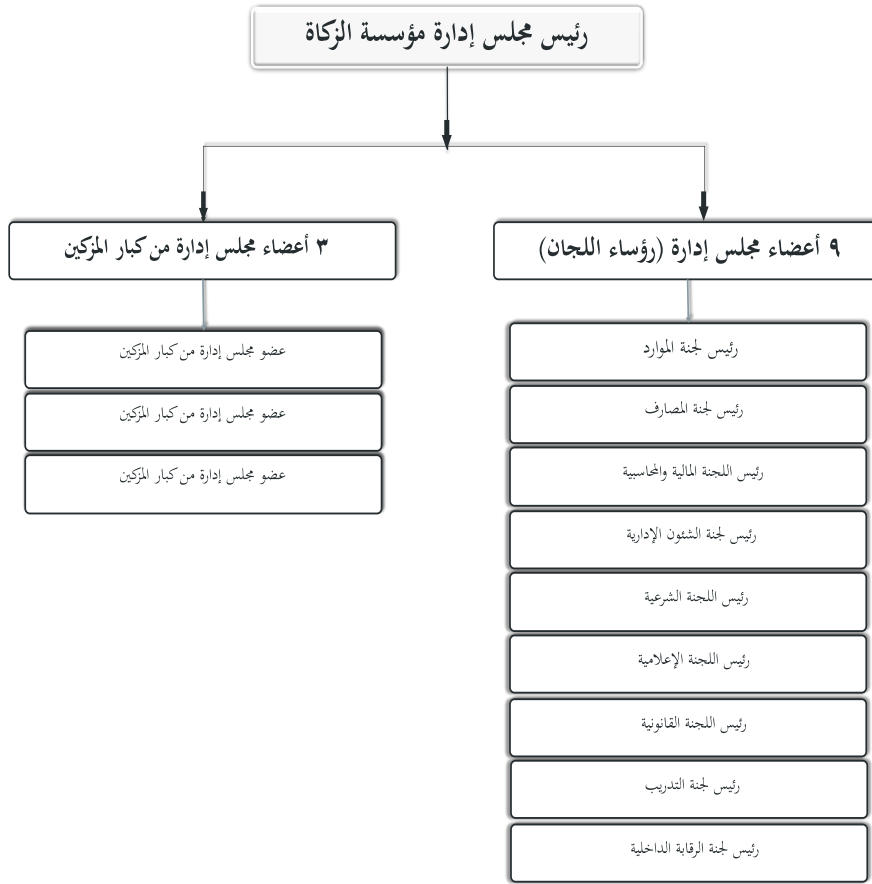 رئيس مجلس إدارة مؤسسة الزكاة
٩ أعضاء مجلس إدارة (رؤساء اللجان)
رئيس لجنة الموارد
رئيس لجنة المصارف
رئيس اللجنة المالية والمحاسبية
رئيس لجنة الشئون الإدارية
رئيس اللجنة الشرعية
رئيس اللجنة الإعلامية
رئيس اللجنة القانونية
رئيس لجنة التدريب
رئيس لجنة الرقابة الداخلية
٣ أعضاء مجلس إدارة من كبار المزكين
عضو مجلس إدارة من كبار المزكين
عضو مجلس إدارة من كبار المزكين
عضو مجلس إدارة من كبار المزكين